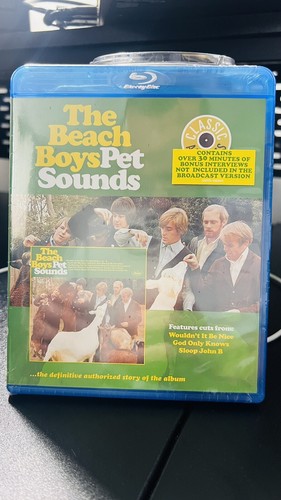 Blu-ray Disc
The
Beach
Boys Pet
Sounds
CLASSIC
CONTAINS
OVER 30 MINUTES OF
BONUS INTERVIEWS
NOT INCLUDED IN THE
BROADCAST VERSION
The
Beach
Boys Pet
Sounds
Features cuts from:
Wouldn't It Be Nice
God Only Knows
Sloop John B
...the definitive authorized story of the album